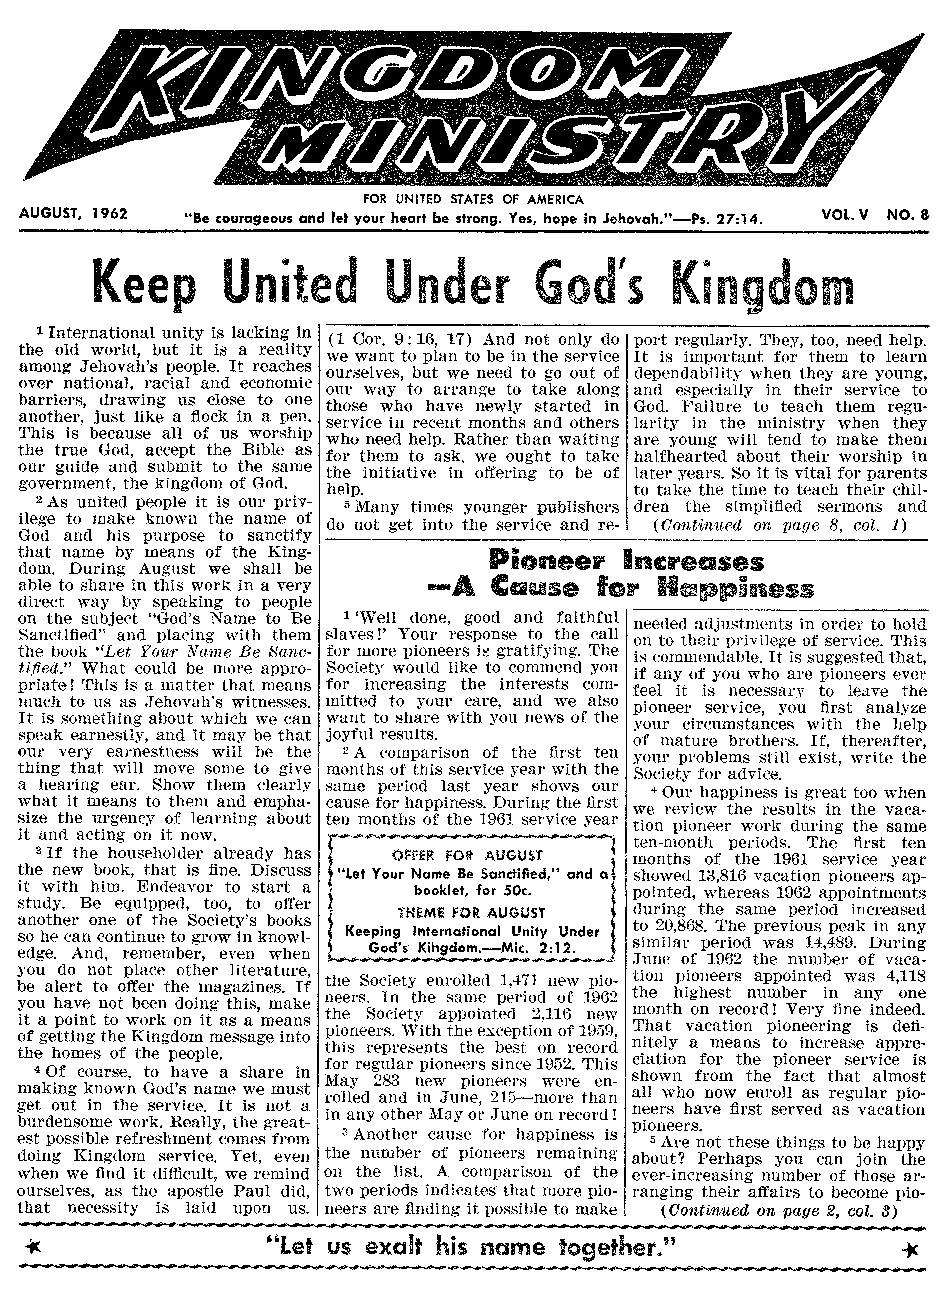 KINGDOM
MINISTRY
FOR UNITED STATES OF AMERICA
AUGUST, 1962 "Be courageous and let your heart be strong. Yes, hope in Jehovah."—Ps. 27:14. VOL. V NO. 8
Keep United Under God's Kingdom
1 International unity is lacking in
the old world, but it is a reality
among Jehovah's people. It reaches
over national, racial and economic
barriers, drawing us close to one
another, just like a flock in a pen.
This is because all of us worship
the true God, accept the Bible as
our guide and submit to the same
government, the kingdom of God.
2 As united people it is our priv-
ilege to make known the name of
God and his purpose to sanctify
that name by means of the King-
dom. During August we shall be
able to share in this work in a very
direct way by speaking to people
on the subject "God's Name to Be
Sanctified" and placing with them
the book "Let Your Name Be Sanc-
tified." What could be more appro-
priate! This is a matter that means
much to us as Jehovah's witnesses.
It is something about which we can
speak earnestly, and it may be that
our very earnestness will be the
thing that will move some to give
a hearing ear. Show them clearly
what it means to them and empha-
size the urgency of learning about
it and acting on it now.
3 If the householder already has
the new book, that is fine. Discuss
it with him. Endeavor to start a
study. Be equipped, too, to offer
another one of the Society's books
so he can continue to grow in knowl-
edge. And, remember, even when
you do not place other literature,
be alert to offer the magazines. If
you have not been doing this, make
it a point to work on it as a means
of getting the Kingdom message into
the homes of the people.
4 Of course, to have a share in
making known God's name we must
get out in the service. It is not a
burdensome work. Really, the great-
est possible refreshment comes from
doing Kingdom service. Yet, even
when we find it difficult, we remind
ourselves, as the apostle Paul did,
that necessity is laid upon us.
(1 Cor. 9:16, 17) And not only do
we want to plan to be in the service
ourselves, but we need to go out of
our way to arrange to take along
those who have newly started in
service in recent months and others
who need help. Rather than waiting
for them to ask, we ought to take
the initiative in offering to be of
help.
5 Many times younger publishers
do not get into the service and re-
port regularly. They, too, need help.
It is important for them to learn
dependability when they are young,
and especially in their service to
God. Failure to teach them regu-
larity in the ministry when they
are young will tend to make them
halfhearted about their worship in
later years. So it is vital for parents
to take the time to teach their chil-
dren the simplified sermons and
(Continued on page 8, col. 1)
Pioneer Increases
—A Cause for Happiness
1 'Well done, good and faithful
slaves!' Your response to the call
for more pioneers is gratifying. The
Society would like to commend you
for increasing the interests com-
mitted to your care, and we also
want to share with you news of the
joyful results.
2 A comparison of the first ten
months of this service year with the
same period last year shows our
cause for happiness. During the first
ten months of the 1961 service year
OFFER FOR AUGUST
"Let Your Name Be Sanctified," and a
booklet, for 50c.
THEME FOR AUGUST
Keeping International Unity Under
God's Kingdom.—Mic. 2:12.
the Society enrolled 1,471 new pio-
neers. In the same period of 1962
the Society appointed 2,116 new
pioneers. With the exception of 1959,
this represents the best on record
for regular pioneers since 1952. This
May 283 new pioneers were en-
rolled and in June, 215—more than
in any other May or June on record!
3 Another cause for happiness is
the number of pioneers remaining
on the list. A comparison of the
two periods indicates that more pio-
neers are finding it possible to make
needed adjustments in order to hold
on to their privilege of service. This
is commendable. It is suggested that,
if any of you who are pioneers ever
feel it is necessary to leave the
pioneer service, you first analyze
your circumstances with the help
of mature brothers. If, thereafter,
your problems still exist, write the
Society for advice.
4 Our happiness is great too when
we review the results in the vaca-
tion pioneer work during the same
ten-month periods. The first ten
months of the 1961 service year
showed 13,816 vacation pioneers ap-
pointed, whereas 1962 appointments
during the same period increased
to 20,868. The previous peak in any
similar period was 14,489. During
June of 1962 the number of vaca-
tion pioneers appointed was 4,118
the highest number in any one
month on record! Very fine indeed.
That vacation pioneering is defi-
nitely a means to increase appre-
ciation for the pioneer service is
shown from the fact that almost
all who now enroll as regular pio-
neers have first served as vacation
pioneers.
5 Are not these things to be happy
about? Perhaps you can join the
ever-increasing number of those ar-
ranging their affairs to become pio-
(Continued on page 2, col. 3)
"Let us exalt his name together."